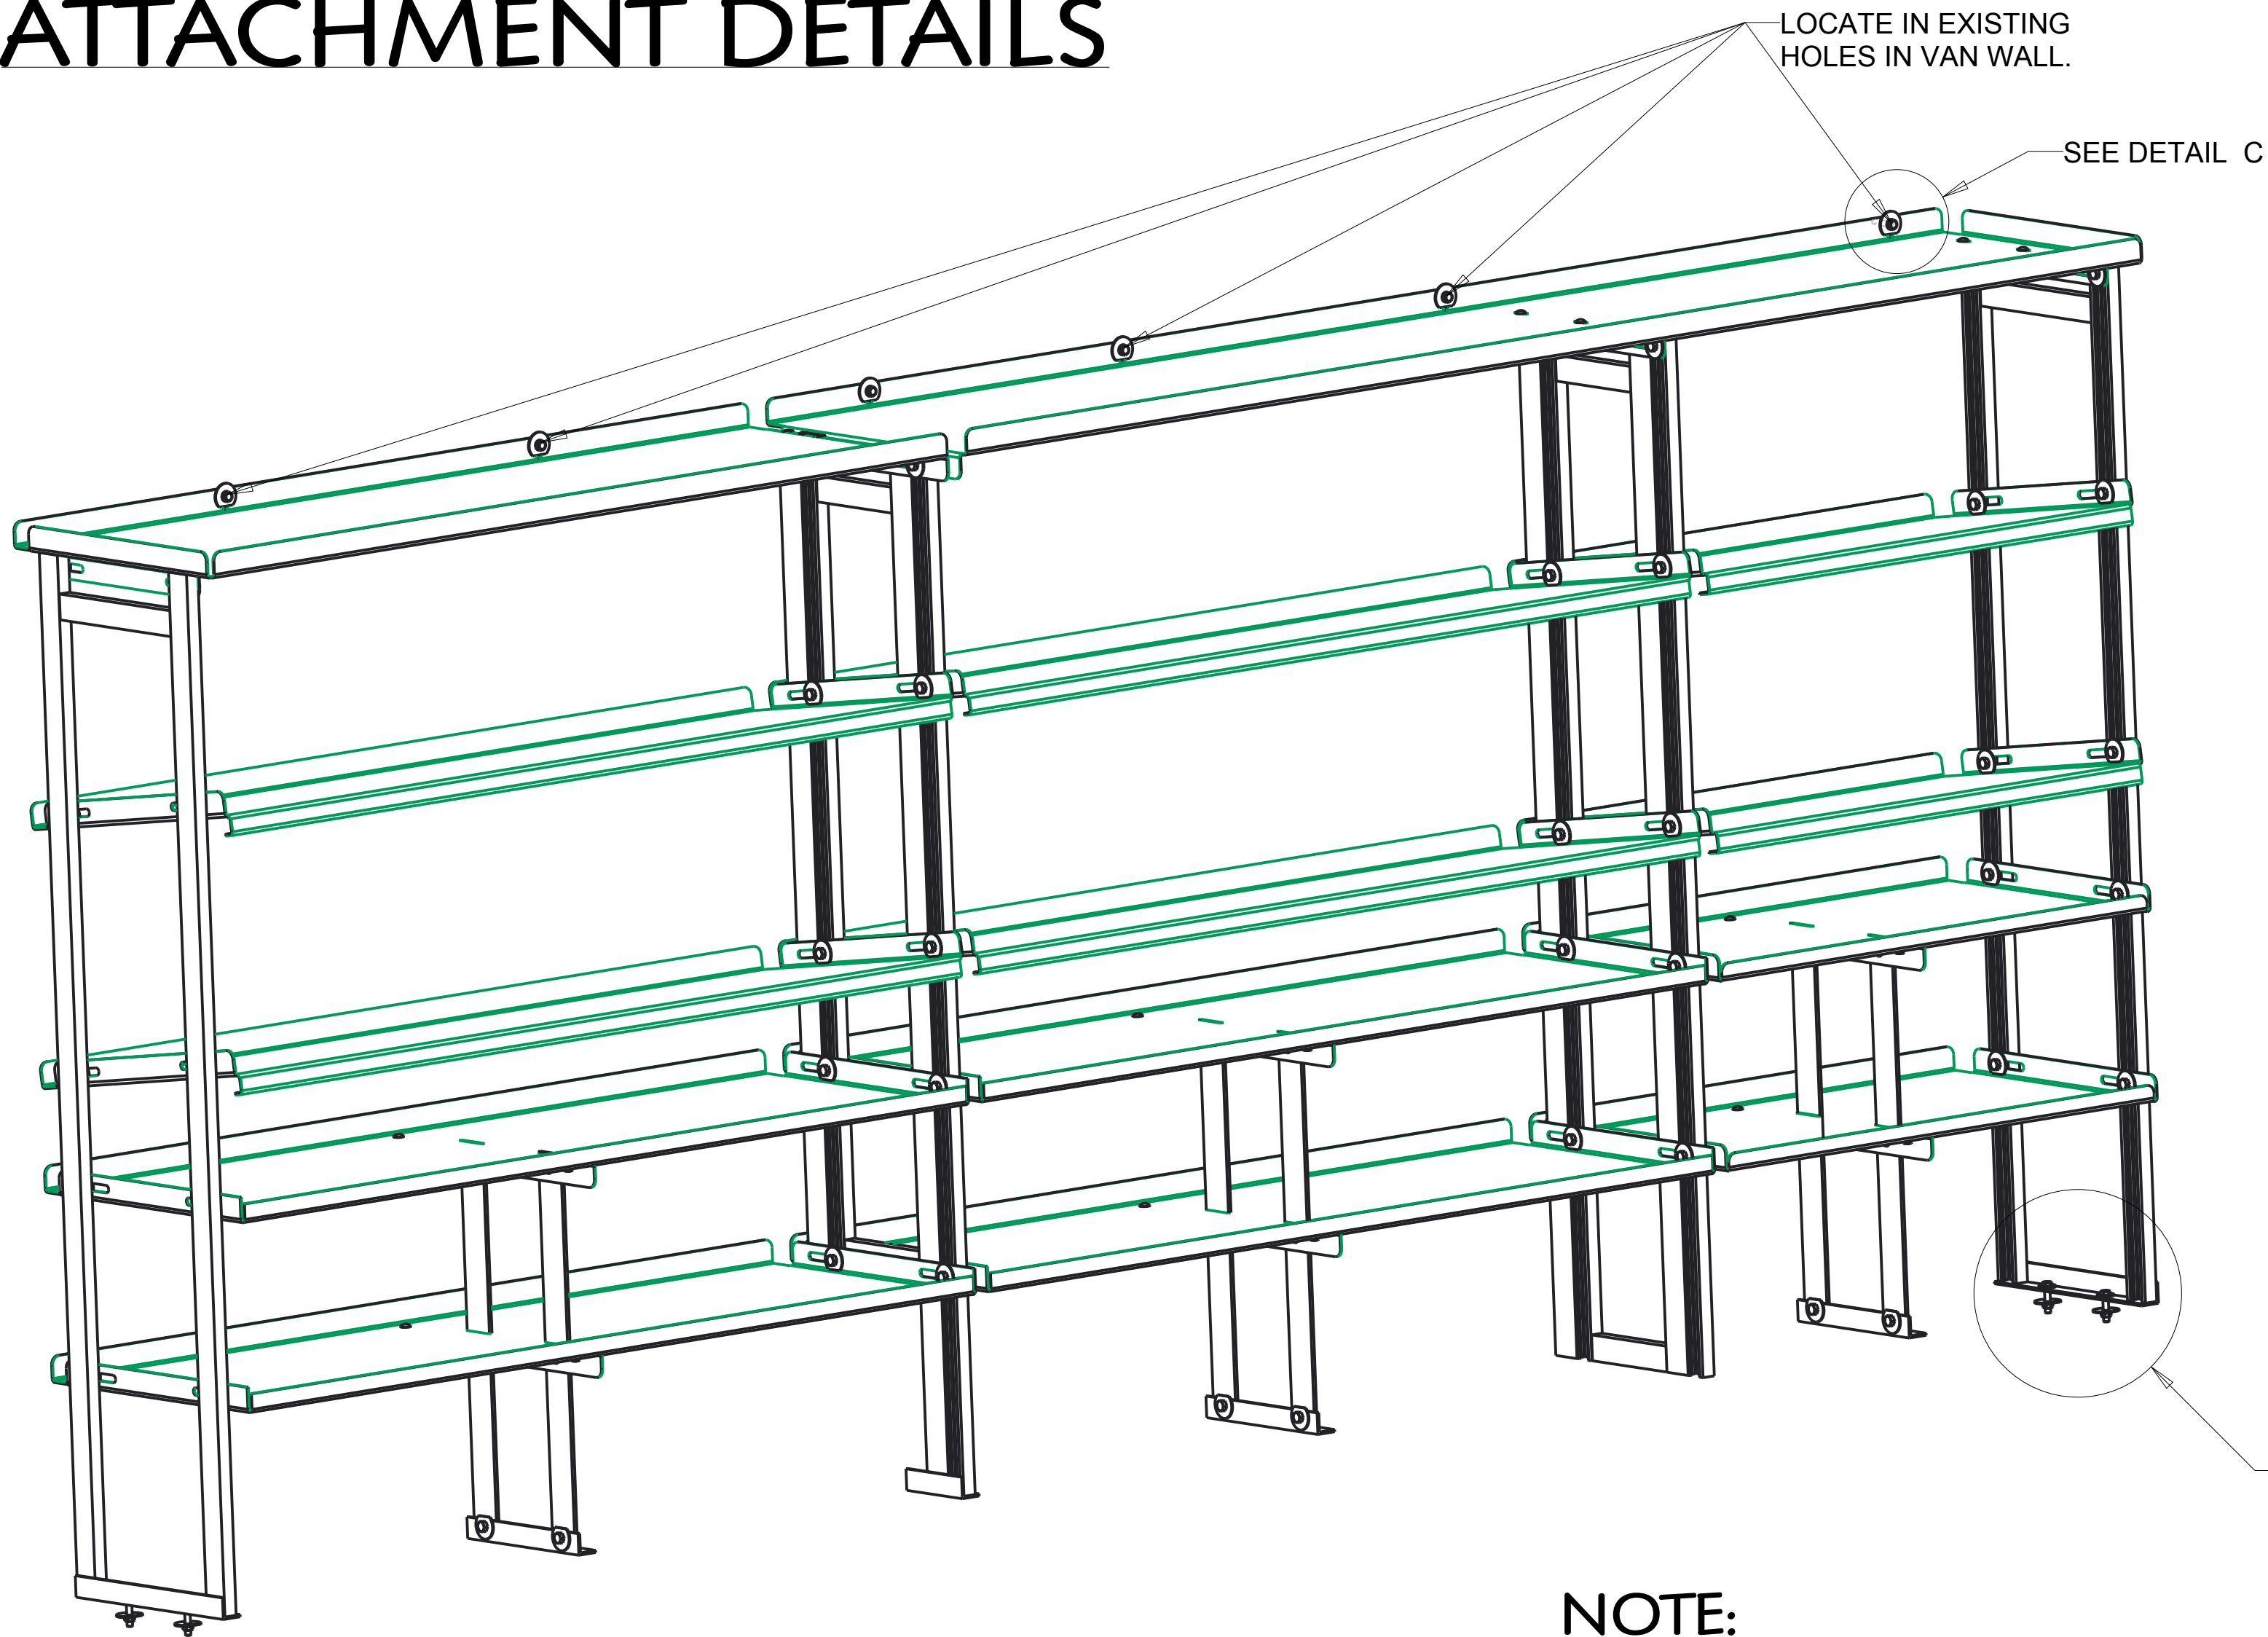 ATTACHMENT DETAILS
LOCATE IN EXISTING
HOLES IN VAN WALL.
SEE DETAIL C
NOTE: